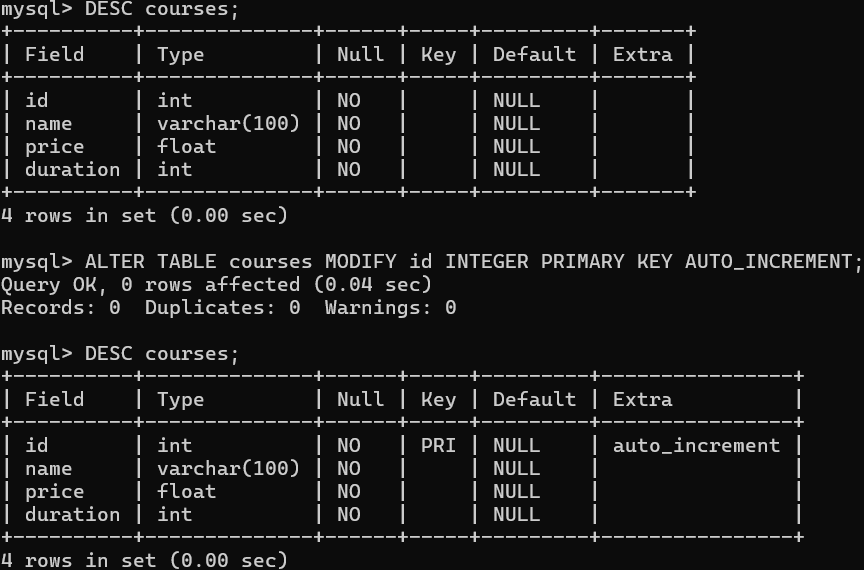 mysql> DESC courses;
+----------+--------------+------+-----+---------+-------+
| Field    | Type         | Null | Key | Default | Extra |
+----------+--------------+------+-----+---------+-------+
| id       | int          | NO   |     | NULL    |       |
| name     | varchar(100) | NO   |     | NULL    |       |
| price    | float        | NO   |     | NULL    |       |
| duration | int          | NO   |     | NULL    |       |
+----------+--------------+------+-----+---------+-------+
4 rows in set (0.00 sec)
mysql> ALTER TABLE courses MODIFY id INTEGER PRIMARY KEY AUTO_INCREMENT;
Query OK, 0 rows affected (0.04 sec)
Records: 0  Duplicates: 0  Warnings: 0
mysql> DESC courses;
+----------+--------------+------+-----+---------+----------------+
| Field    | Type         | Null | Key | Default | Extra          |
+----------+--------------+------+-----+---------+----------------+
| id       | int          | NO   | PRI | NULL    | auto_increment |
| name     | varchar(100) | NO   |     | NULL    |                |
| price    | float        | NO   |     | NULL    |                |
| duration | int          | NO   |     | NULL    |                |
+----------+--------------+------+-----+---------+----------------+
4 rows in set (0.00 sec)